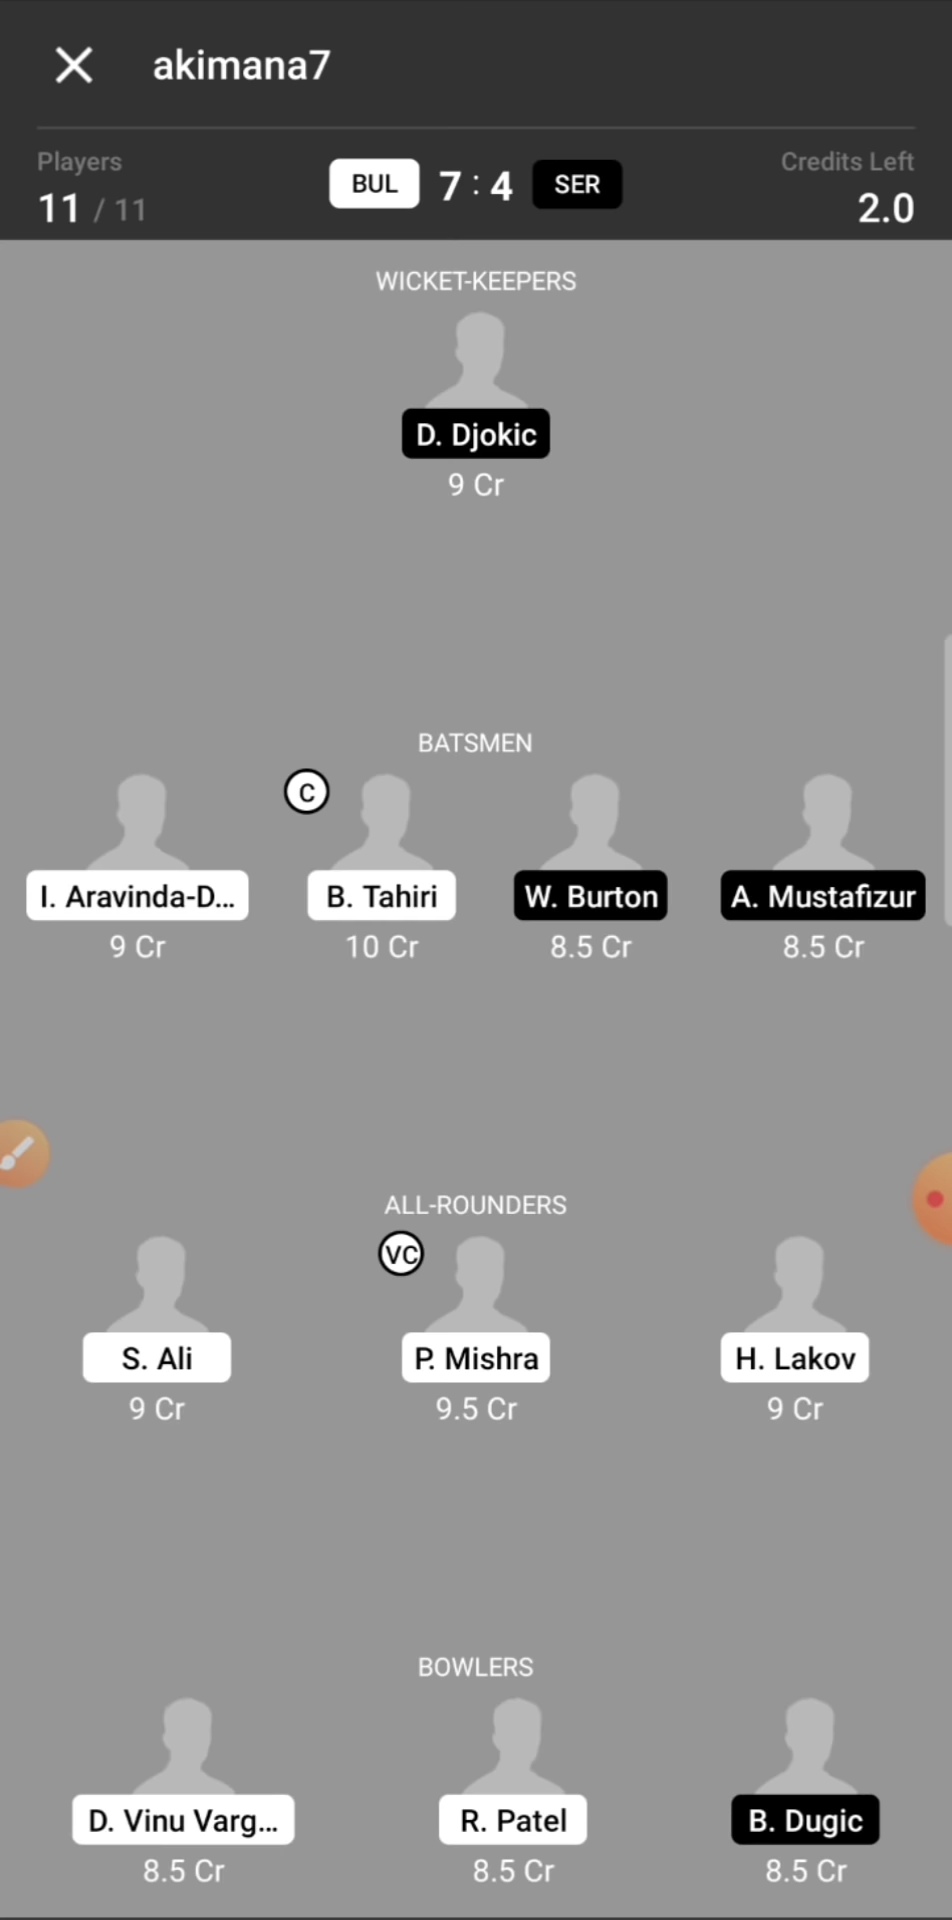 akimana7
Players
Credits Left
11 / 11
BUL 7 : 4 SER
2.0
WICKET-KEEPERS
D. Djokic
9 Cr
BATSMEN
C
I. Aravinda-D... B. Tahiri W. Burton A. Mustafizur
9 Cr 10 Cr 8.5 Cr 8.5 Cr
ALL-ROUNDERS
VC
S. Ali P. Mishra H. Lakov
9 Cr 9.5 Cr 9 Cr
BOWLERS
D. Vinu Varg... R. Patel B. Dugic
8.5 Cr 8.5 Cr 8.5 Cr